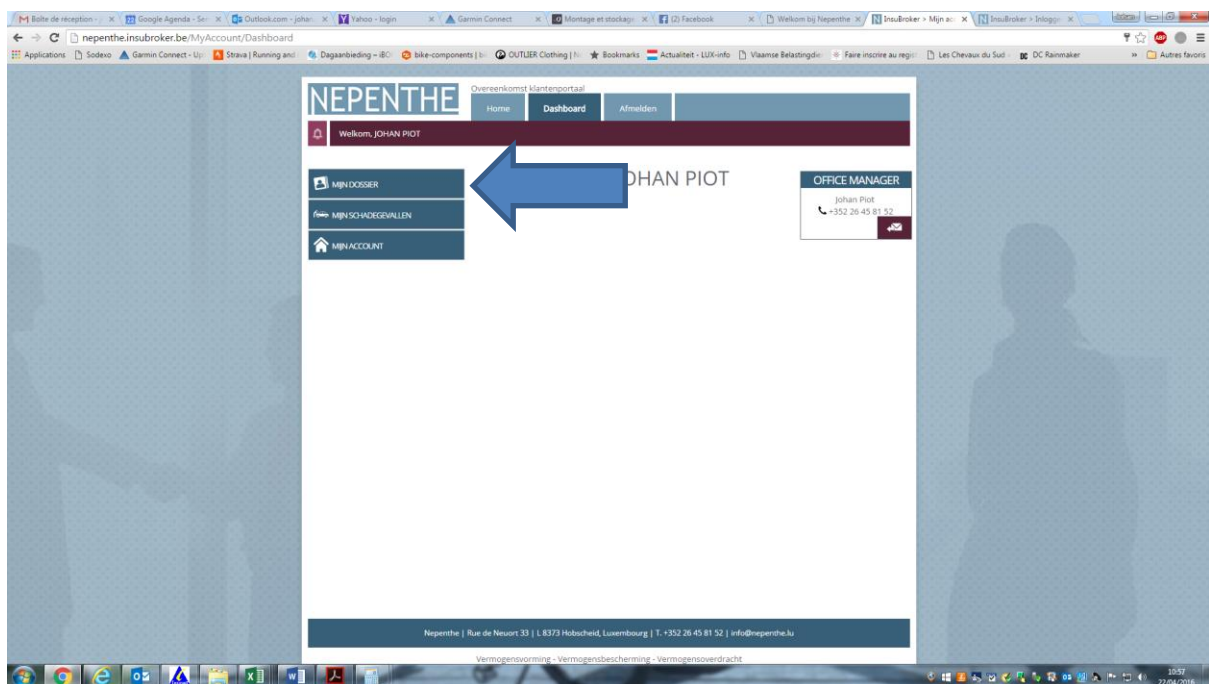 Boîte de réception - j
Google Agenda - Se
Outlook.com - joha
Yahoo - login
Garmin Connect
Montage et stockage
(2) Facebook
Welkom bij Nepenthe
InsuBroker > Mijn ac
InsuBroker > Inlogge
nepenthe.insubroker.be/MyAccount/Dashboard
Applications
Sodexo
Garmin Connect - Up
Strava | Running and
Dagaanbieding – iBO
bike-components | b
OUTLIER Clothing | N
Bookmarks
Actualiteit - LUX-info
Vlaamse Belastingdie
Faire inscrire au regis
Les Chevaux du Sud
DC Rainmaker
»
Autres favoris
NEPENTHE
Overeenkomst klantenportaal
Home
Dashboard
Afmelden
Welkom, JOHAN PIOT
MIJN DOSSIER
MIJN SCHADEGEVALLEN
MIJN ACCOUNT
OHAN PIOT
OFFICE MANAGER
Johan Piot
+352 26 45 81 52
Nepenthe | Rue de Neuort 33 | L 8373 Hobscheid, Luxembourg | T. +352 26 45 81 52 | info@nepenthe.lu
Vermogensvorming - Vermogensbescherming - Vermogensoverdracht
10:57
22/04/2016